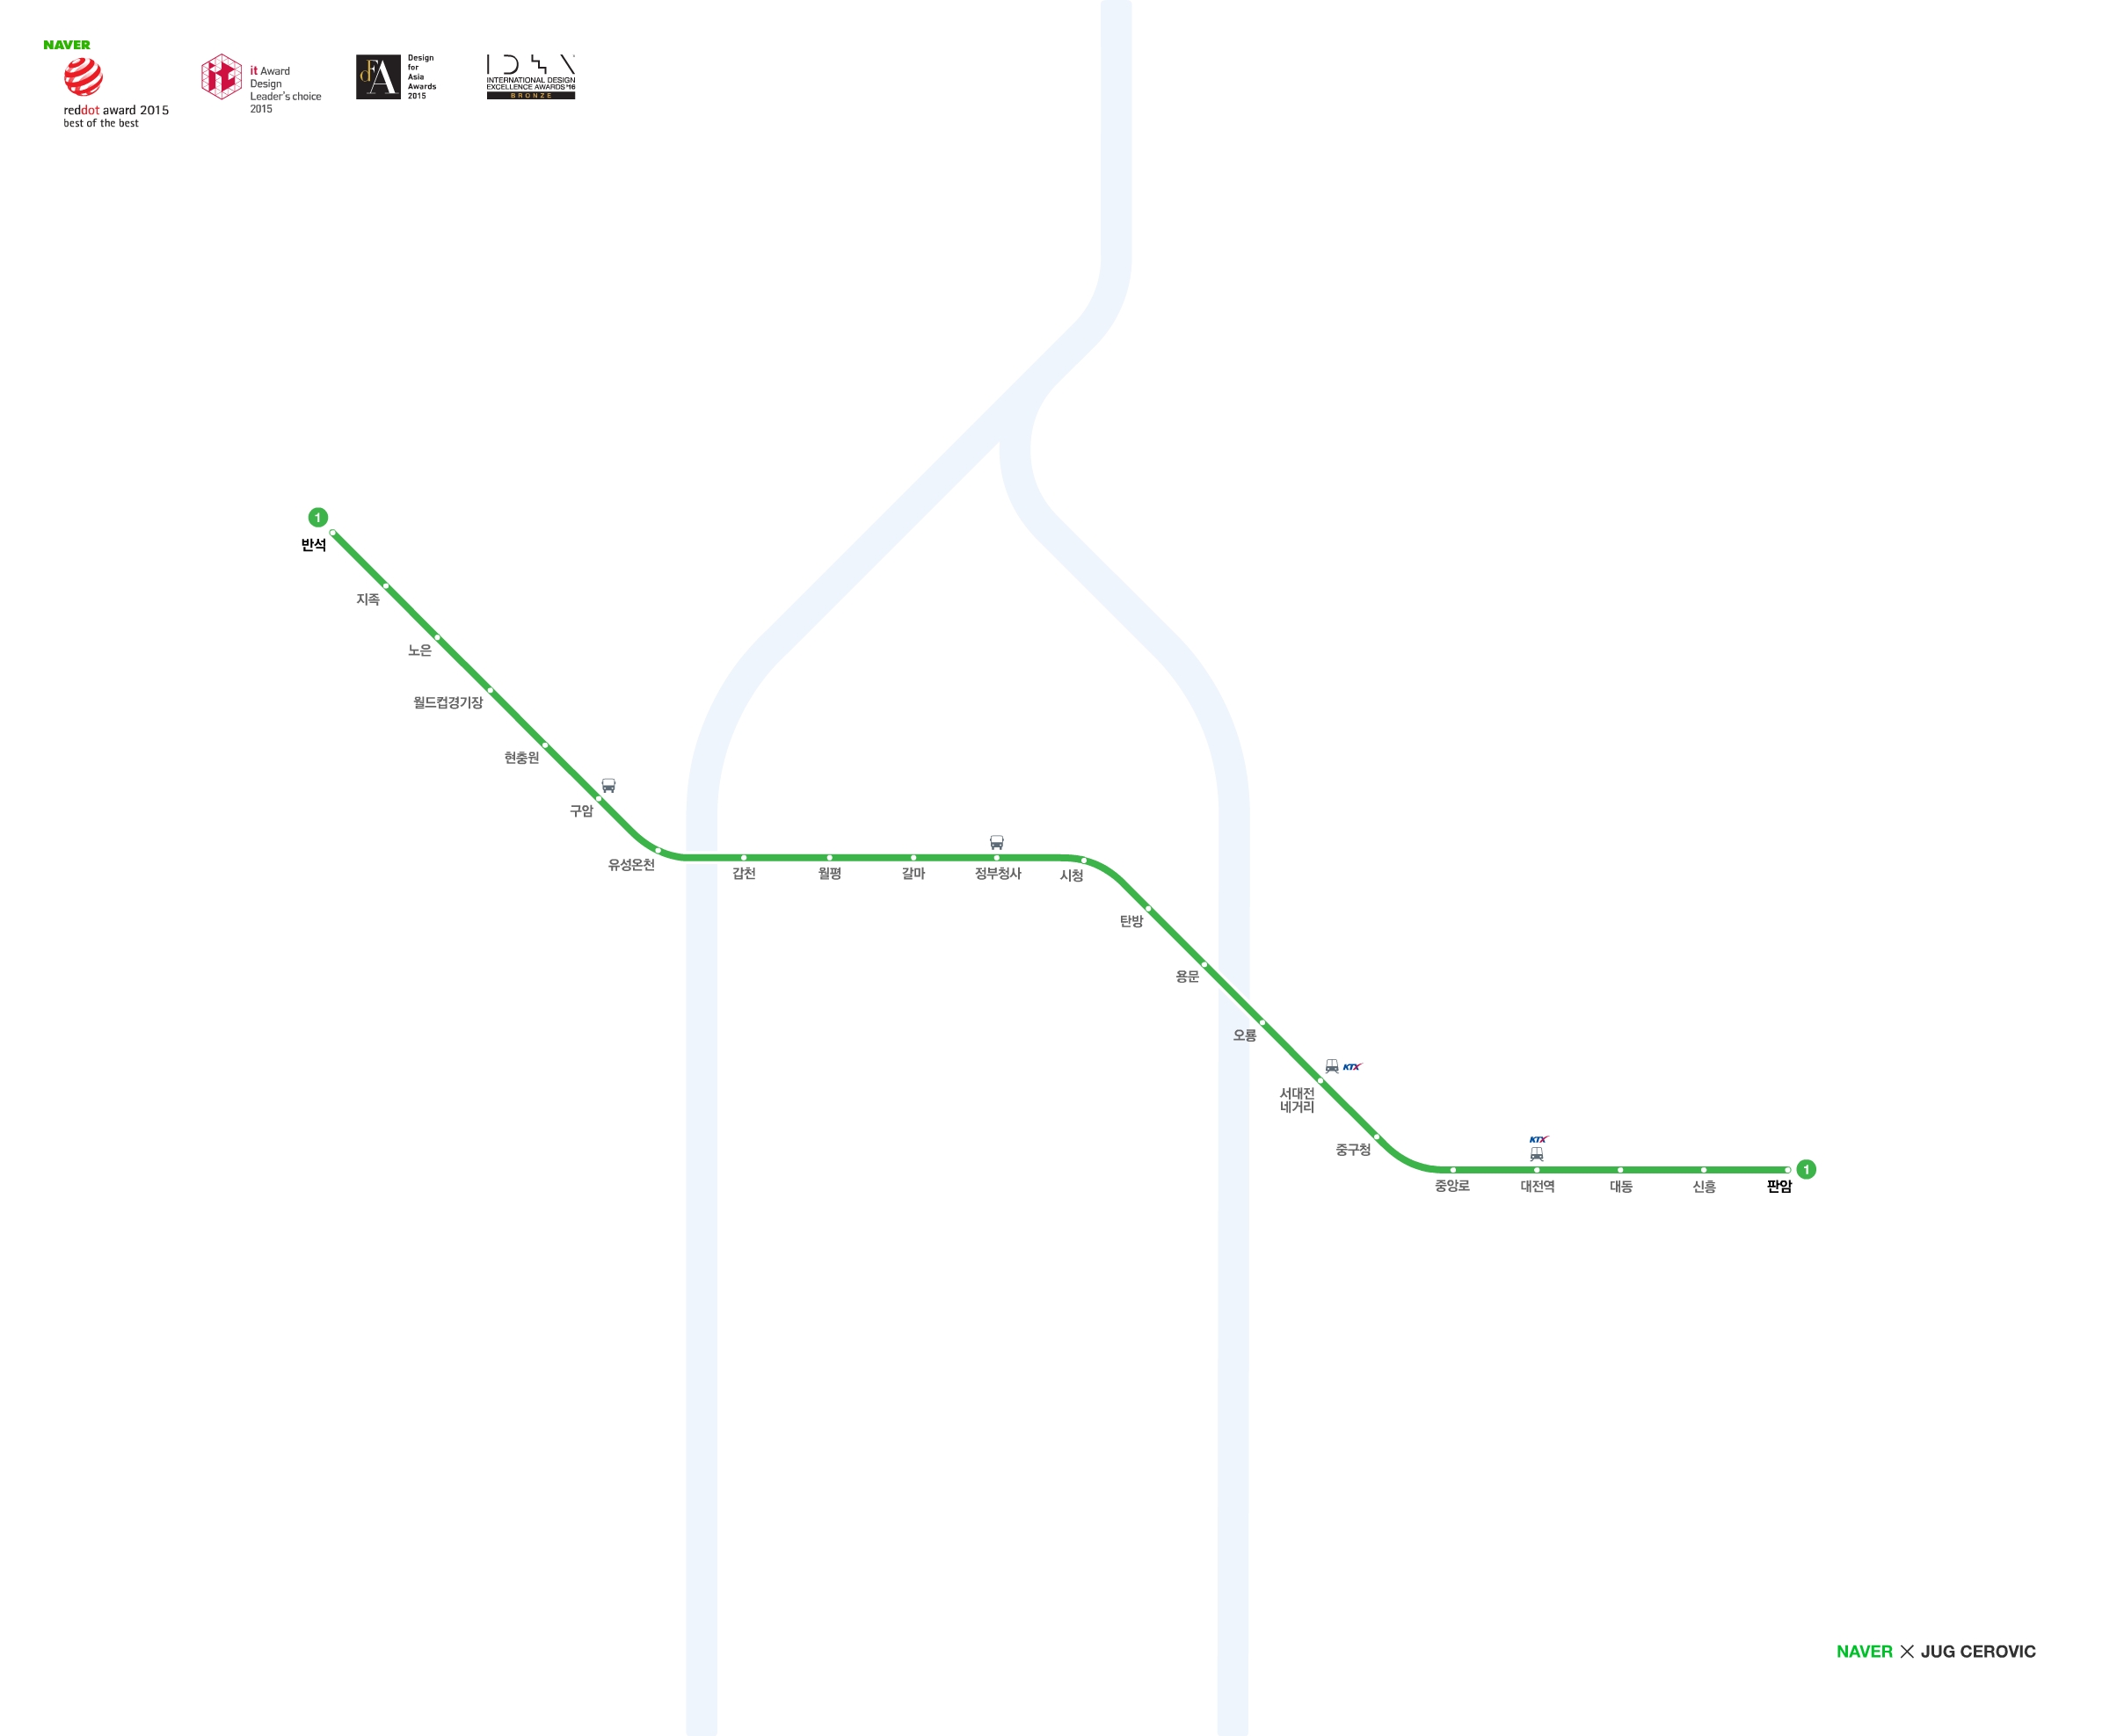 NAVER
reddot award 2015
best of the best
it Award
Design
Leader's choice
2015
dFA
Design
for
Asia
Awards
2015
IDEA
INTERNATIONAL DESIGN
EXCELLENCE AWARDS'16
BRONZE
1
반석
지족
노은
월드컵경기장
현충원
구암
유성온천
갑천
월평
갈마
정부청사
시청
탄방
용문
오룡
KTX
서대전
네거리
중구청
중앙로
KTX
대전역
대동
신흥
판암
1
NAVER × JUG CEROVIC